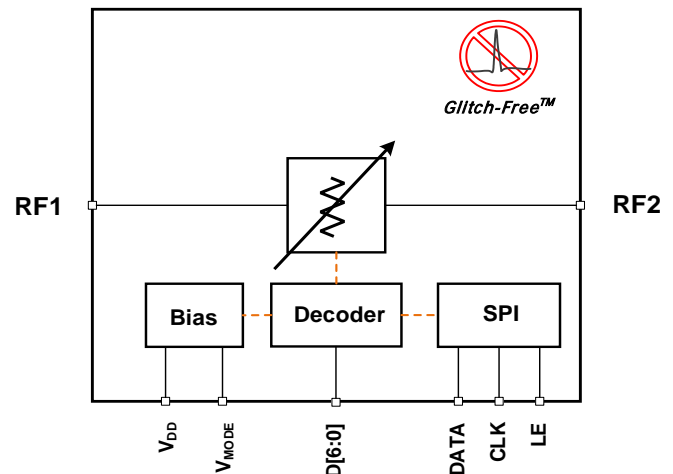 Glitch-Free™
RF1
RF2
Bias
Decoder
SPI
VDD
VMODE
D[6:0]
DATA
CLK
LE